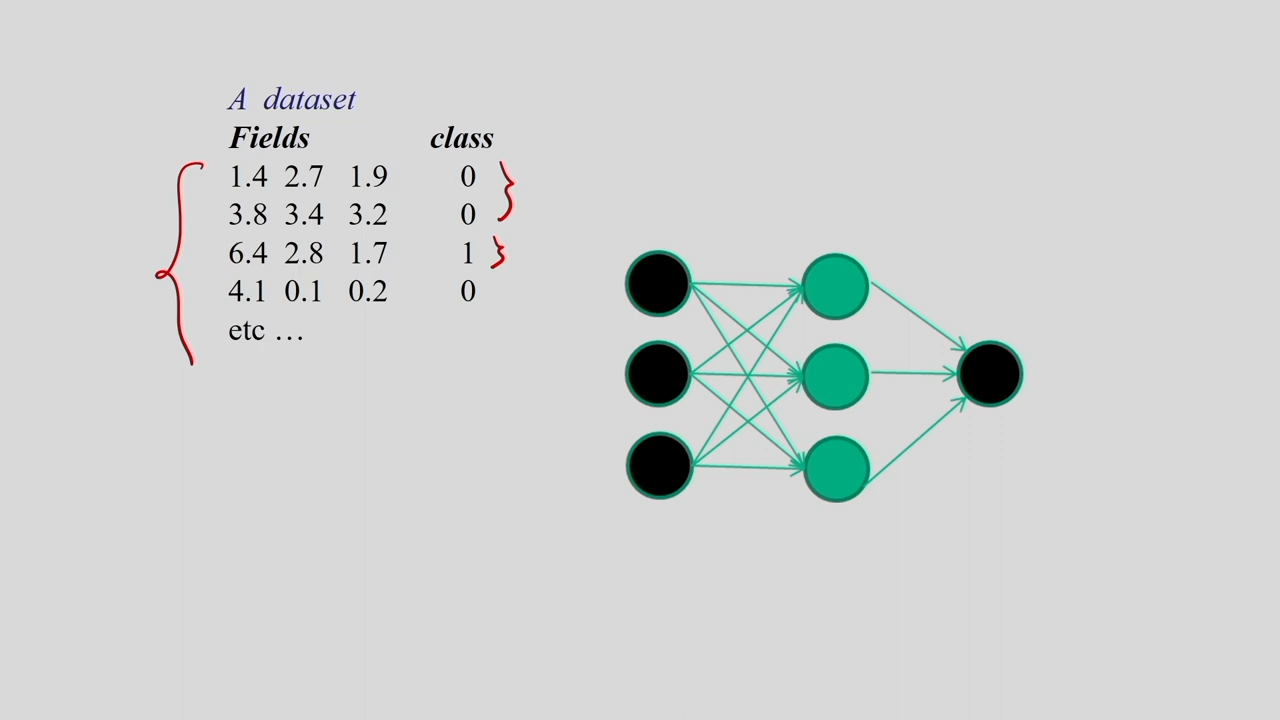 A dataset
Fields class
1.4 2.7 1.9 0
3.8 3.4 3.2 0
6.4 2.8 1.7 1
4.1 0.1 0.2 0
etc …